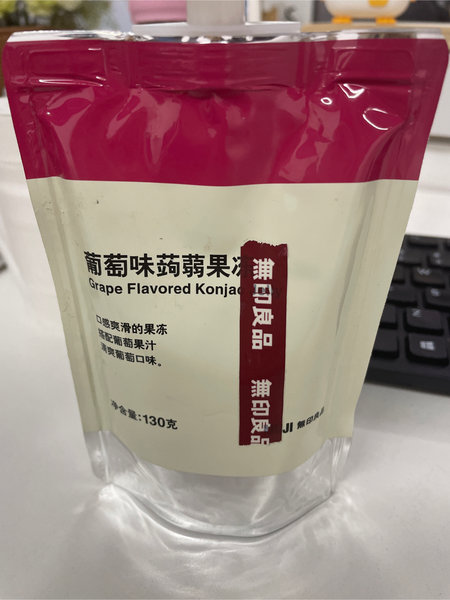 葡萄味蒟蒻果冻
Grape Flavored Konjac
口感爽滑的果冻
搭配葡萄果汁
清爽葡萄口味。
净含量:130克
無印良品
無印良品
JI 無印良品